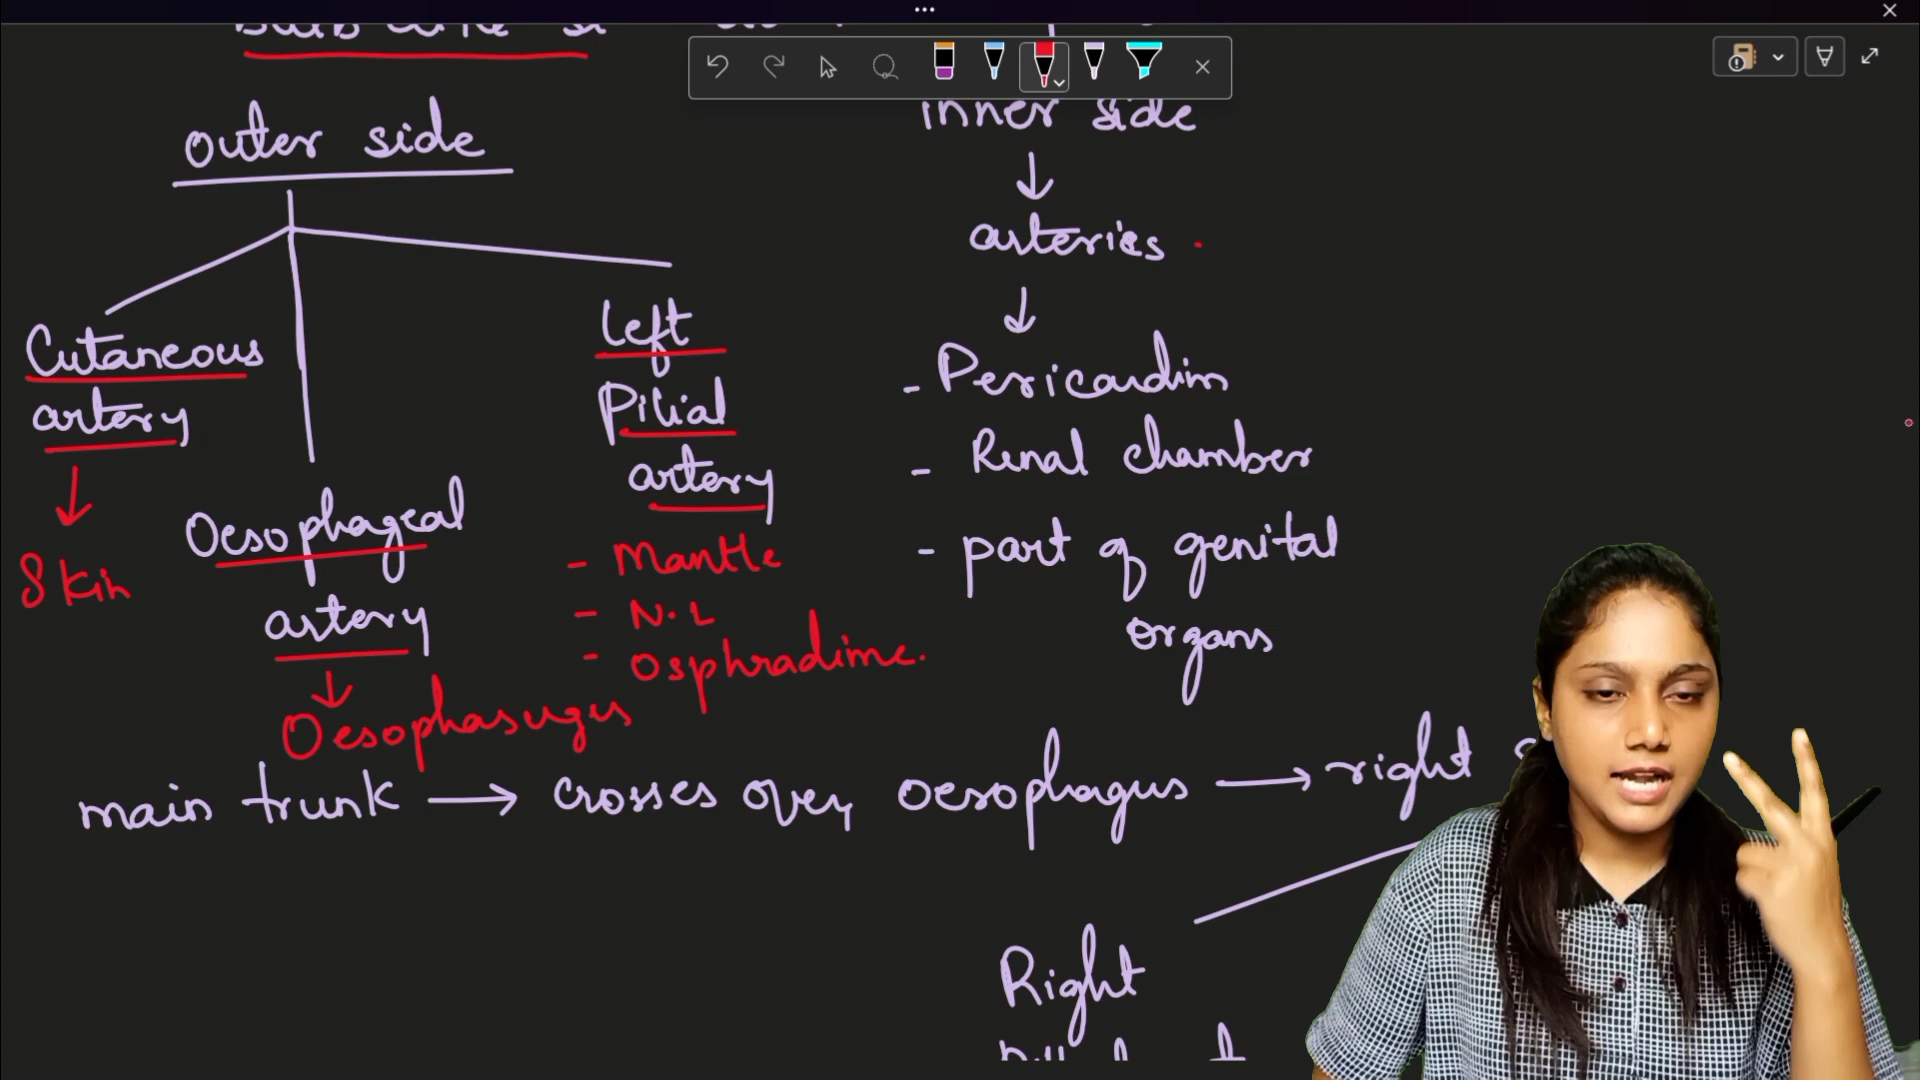 outer side
inner side
arteries
Cutaneous
artery
Skin
Oesophageal
artery
Oesophasugus
Left
Pilial
artery
- Mantle
- N.L
- Osphradime.
- Pericardim
- Renal chamber
- part of genital
organs
main trunk → crosses over oesophagus → right
Right